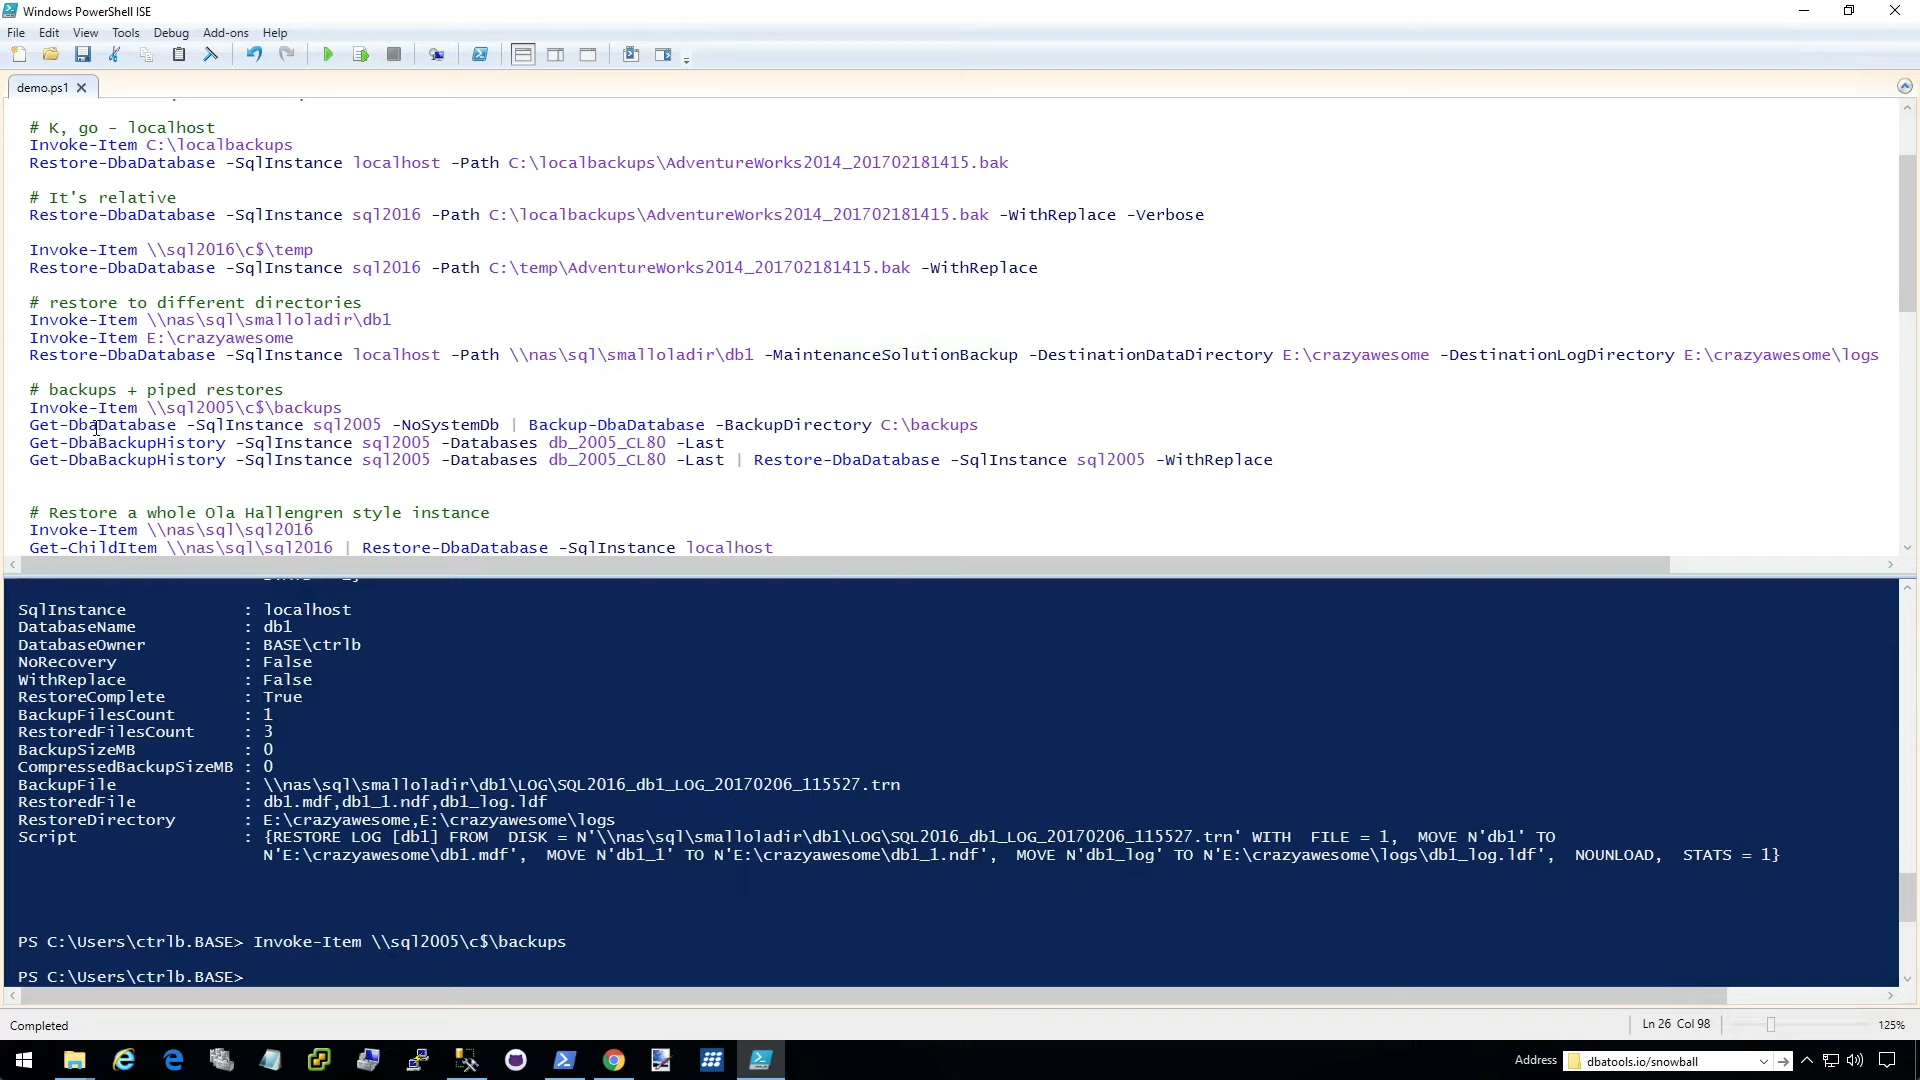 Windows PowerShell ISE
File Edit View Tools Debug Add-ons Help
demo.ps1
# K, go - localhost
Invoke-Item C:\localbackups
Restore-DbaDatabase -SqlInstance localhost -Path C:\localbackups\AdventureWorks2014_201702181415.bak
# It's relative
Restore-DbaDatabase -SqlInstance sql2016 -Path C:\localbackups\AdventureWorks2014_201702181415.bak -WithReplace -Verbose
Invoke-Item \\sql2016\c$\temp
Restore-DbaDatabase -SqlInstance sql2016 -Path C:\temp\AdventureWorks2014_201702181415.bak -WithReplace
# restore to different directories
Invoke-Item \\nas\sql\smalloladir\db1
Invoke-Item E:\crazyawesome
Restore-DbaDatabase -SqlInstance localhost -Path \\nas\sql\smalloladir\db1 -MaintenanceSolutionBackup -DestinationDataDirectory E:\crazyawesome -DestinationLogDirectory E:\crazyawesome\logs
# backups + piped restores
Invoke-Item \\sql2005\c$\backups
Get-DbaDatabase -SqlInstance sql2005 -NoSystemDb | Backup-DbaDatabase -BackupDirectory C:\backups
Get-DbaBackupHistory -SqlInstance sql2005 -Databases db_2005_CL80 -Last
Get-DbaBackupHistory -SqlInstance sql2005 -Databases db_2005_CL80 -Last | Restore-DbaDatabase -SqlInstance sql2005 -WithReplace
# Restore a whole Ola Hallengren style instance
Invoke-Item \\nas\sql\sql2016
Get-ChildItem \\nas\sql\sql2016 | Restore-DbaDatabase -SqlInstance localhost
SqlInstance : localhost
DatabaseName : db1
DatabaseOwner : BASE\ctrlb
NoRecovery : False
WithReplace : False
RestoreComplete : True
BackupFilesCount : 1
RestoredFilesCount : 3
BackupSizeMB : 0
CompressedBackupSizeMB : 0
BackupFile : \\nas\sql\smalloladir\db1\LOG\SQL2016_db1_LOG_20170206_115527.trn
RestoredFile : db1.mdf,db1_1.ndf,db1_log.ldf
RestoreDirectory : E:\crazyawesome,E:\crazyawesome\logs
Script : {RESTORE LOG [db1] FROM DISK = N'\\nas\sql\smalloladir\db1\LOG\SQL2016_db1_LOG_20170206_115527.trn' WITH FILE = 1, MOVE N'db1' TO
N'E:\crazyawesome\db1.mdf', MOVE N'db1_1' TO N'E:\crazyawesome\db1_1.ndf', MOVE N'db1_log' TO N'E:\crazyawesome\logs\db1_log.ldf', NOUNLOAD, STATS = 1}
PS C:\Users\ctrlb.BASE> Invoke-Item \\sql2005\c$\backups
PS C:\Users\ctrlb.BASE>
Completed Ln 26 Col 98 125%
Address dbatools.io/snowball